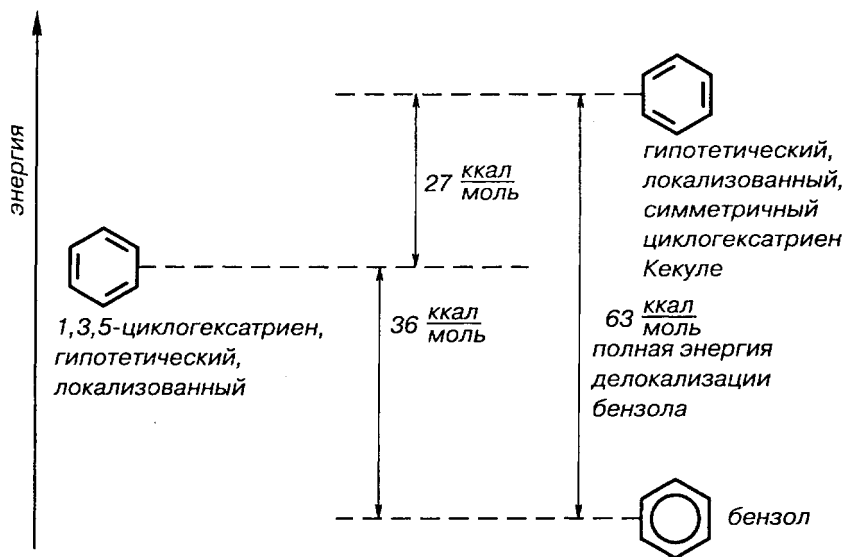 энергия
1,3,5-циклогексатриен,
гипотетический,
локализованный
27 ккал/моль
36 ккал/моль
гипотетический,
локализованный,
симметричный
циклогексатриен
Кекуле
63 ккал/моль
полная энергия
делокализации
бензола
бензол